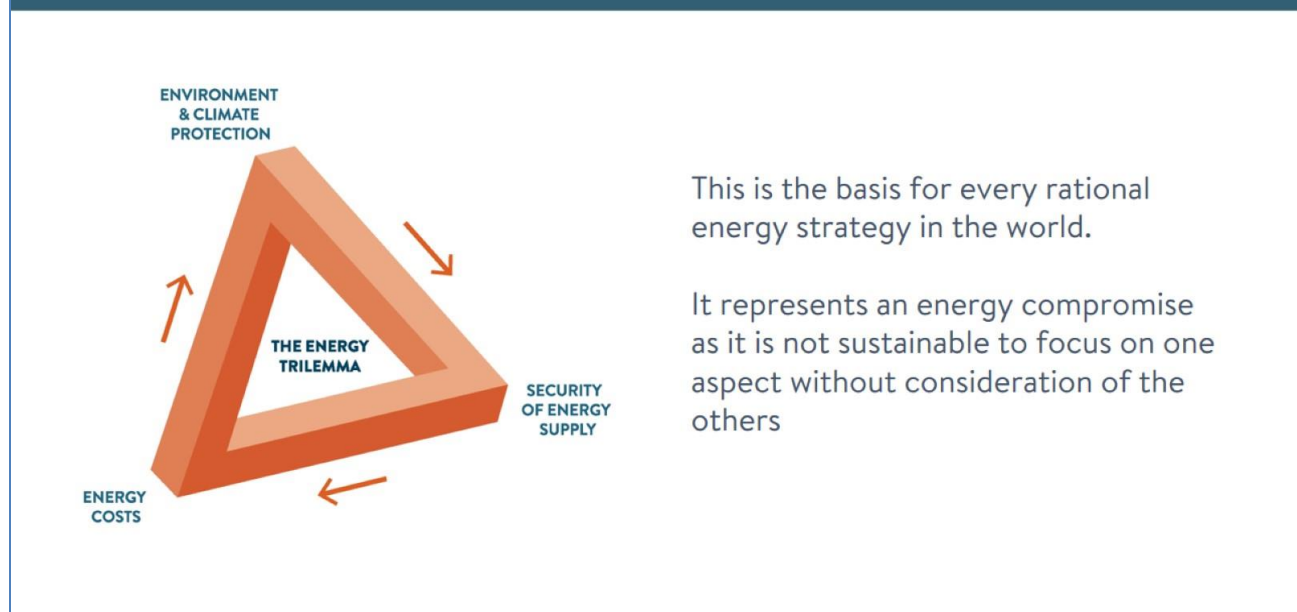 ENVIRONMENT
& CLIMATE
PROTECTION
THE ENERGY
TRILEMMA
SECURITY
OF ENERGY
SUPPLY
ENERGY
COSTS
This is the basis for every rational
energy strategy in the world.
It represents an energy compromise
as it is not sustainable to focus on one
aspect without consideration of the
others